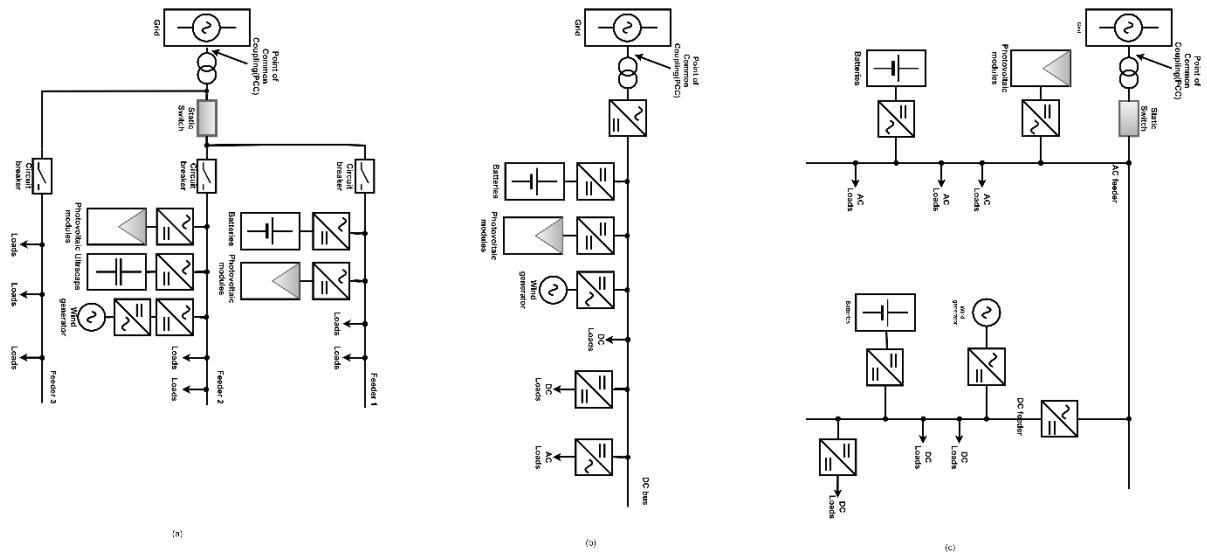 Grid
Point of
Common
Coupling(PCC)
Static
Switch
Circuit
breaker
Circuit
breaker
Circuit
breaker
Photovoltaic
modules
Ultracaps
Wind
generator
Batteries
Photovoltaic
modules
Loads
Loads
Loads
Loads
Loads
Loads
Loads
Feeder 3
Feeder 2
Feeder 1
(a)
Grid
Point of
Common
Coupling(PCC)
Batteries
Photovoltaic
modules
Wind
generator
DC
Loads
DC
Loads
AC
Loads
DC bus
(b)
Grid
Point of
Common
Coupling(PCC)
Static
Switch
Batteries
Photovoltaic
modules
AC feeder
AC
Loads
AC
Loads
AC
Loads
Batteries
Wind
generator
DC feeder
DC
Loads
DC
Loads
DC
Loads
(c)